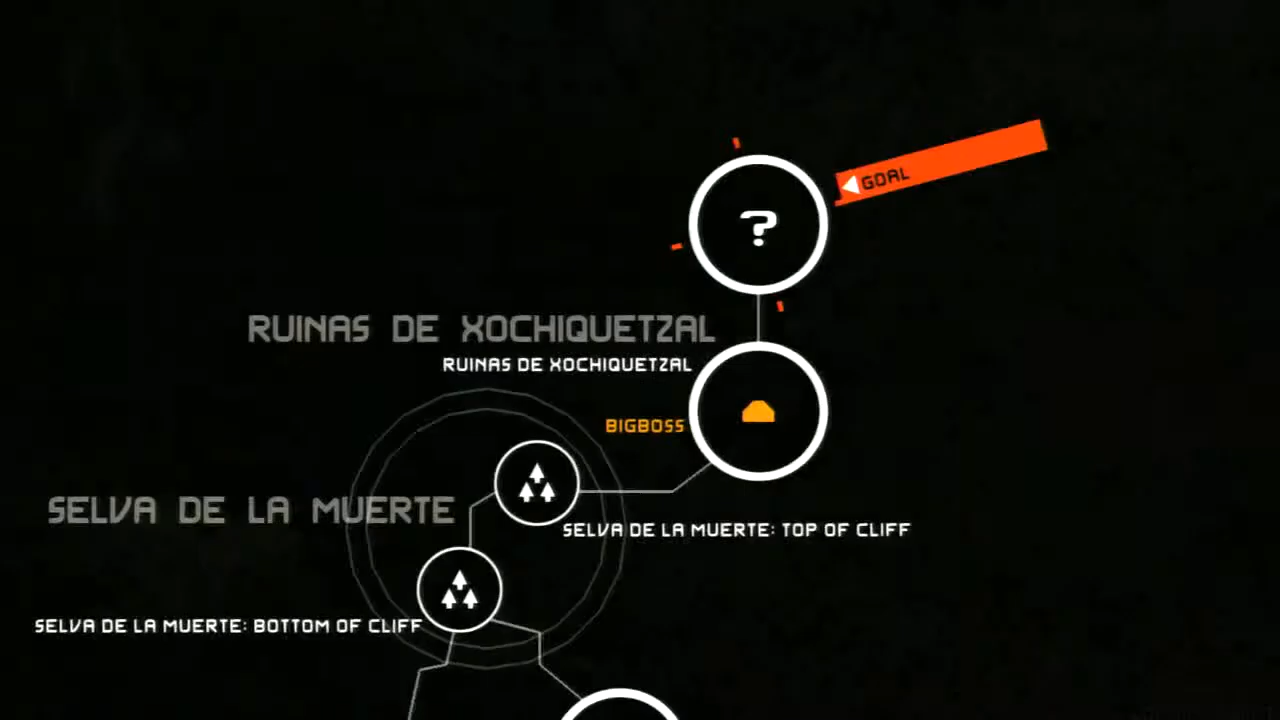 GOAL
?
RUINAS DE XOCHIQUETZAL
RUINAS DE XOCHIQUETZAL
BIGBOSS
SELVA DE LA MUERTE
SELVA DE LA MUERTE: TOP OF CLIFF
SELVA DE LA MUERTE: BOTTOM OF CLIFF